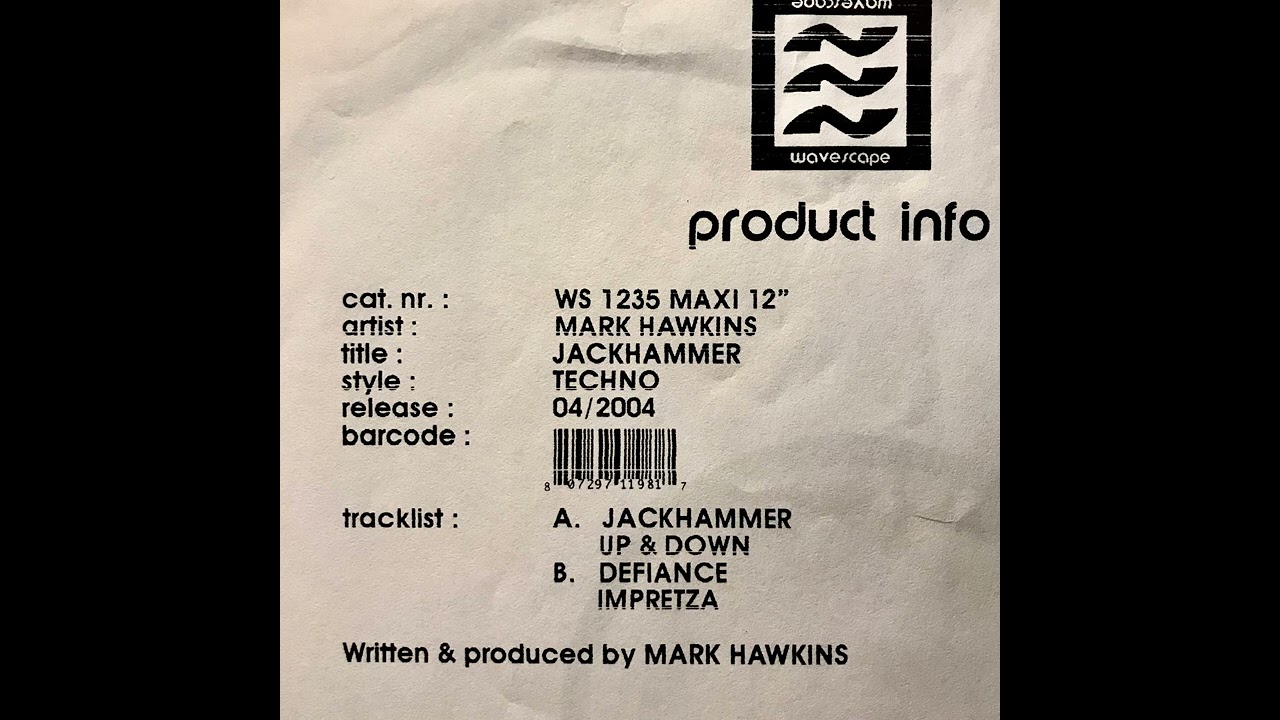 wavescape
wavescape
product info
cat. nr. : WS 1235 MAXI 12”
artist : MARK HAWKINS
title : JACKHAMMER
style : TECHNO
release : 04/2004
barcode :
8 07297 11981 7
tracklist : A. JACKHAMMER
UP & DOWN
B. DEFIANCE
IMPRETZA
Written & produced by MARK HAWKINS